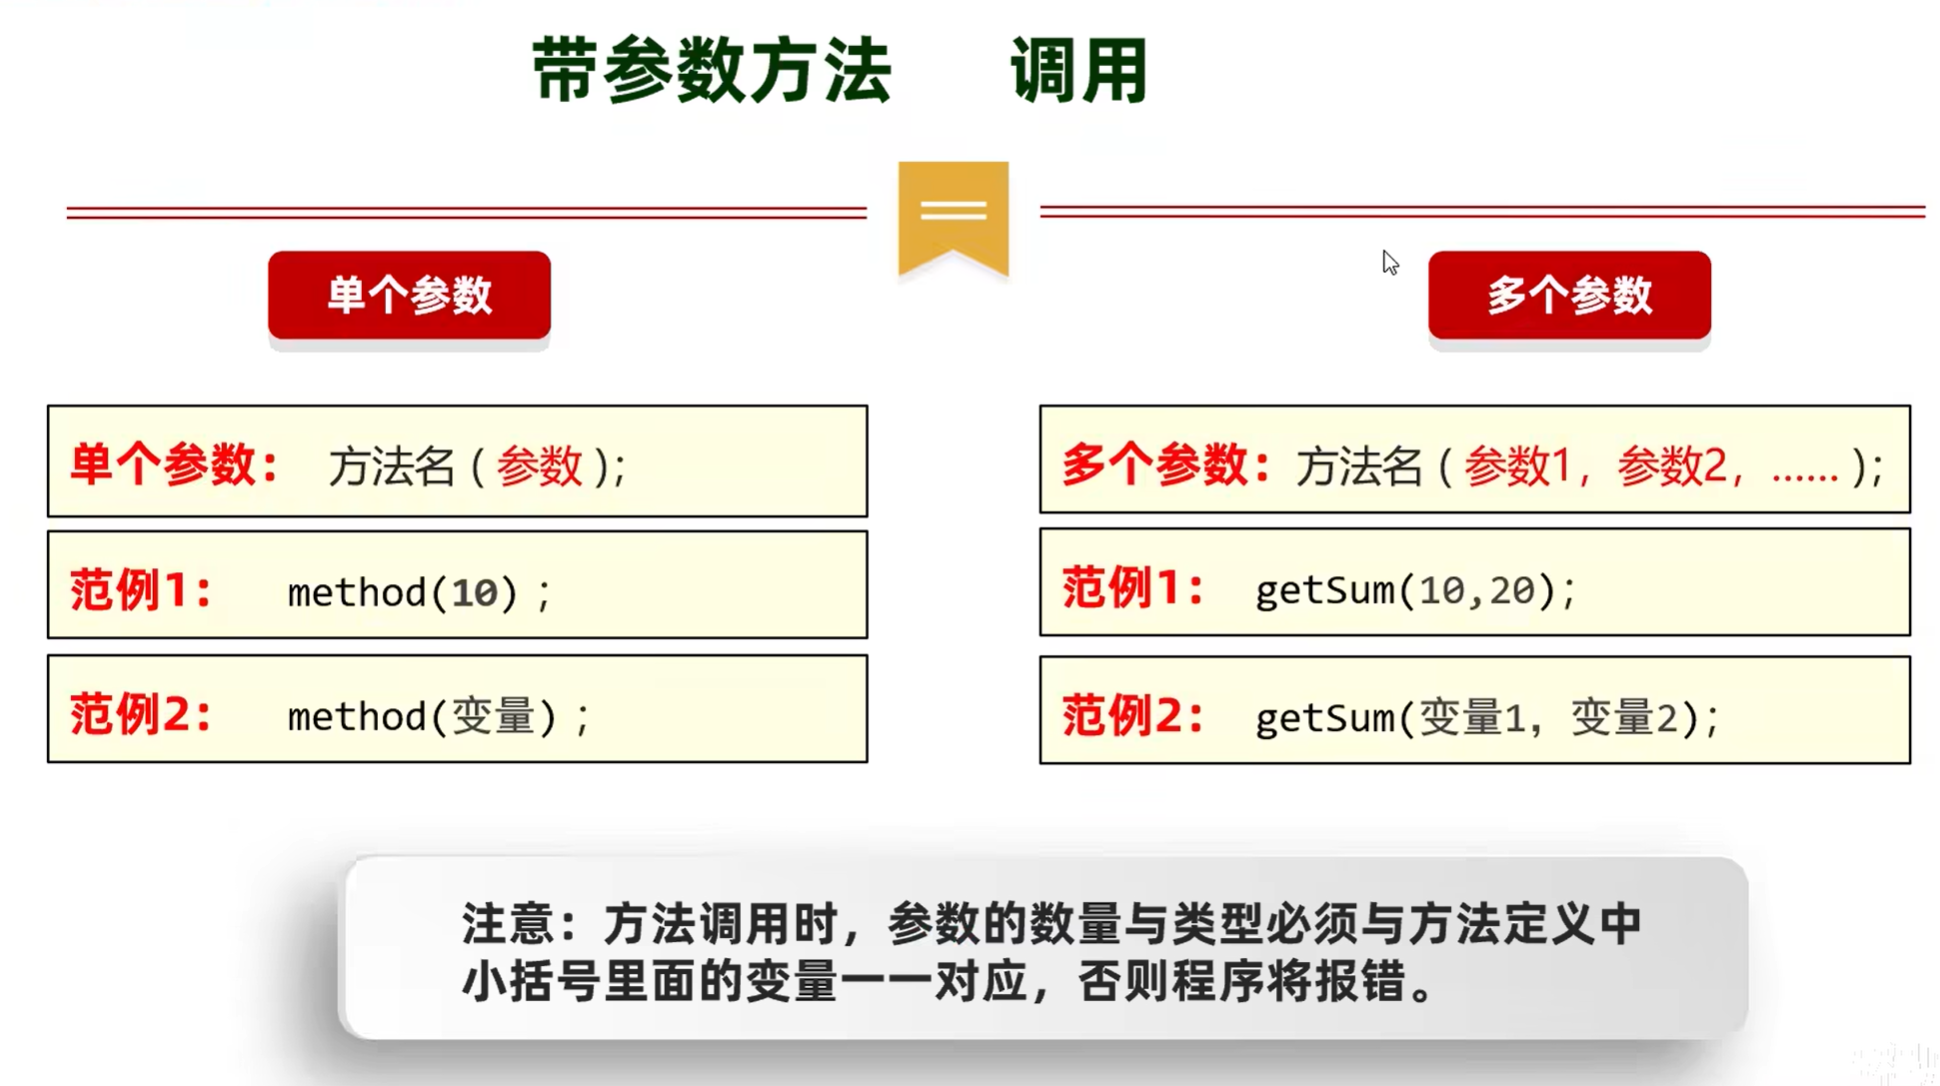 带参数方法 调用
单个参数
单个参数： 方法名 ( 参数 );
范例1： method(10) ;
范例2： method(变量) ;
多个参数
多个参数：方法名 ( 参数1，参数2，...... );
范例1： getSum(10,20);
范例2： getSum(变量1，变量2);
注意：方法调用时，参数的数量与类型必须与方法定义中
小括号里面的变量一一对应，否则程序将报错。